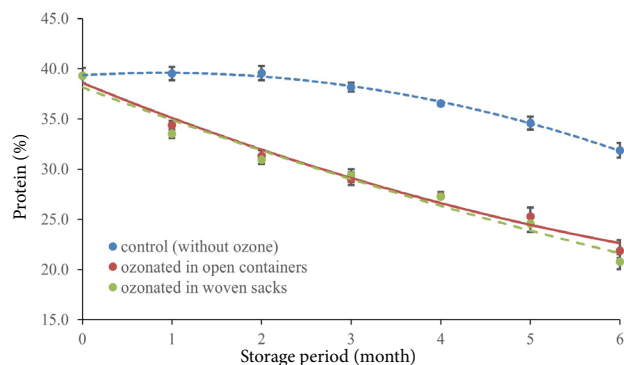 45.0
40.0
35.0
30.0
25.0
20.0
15.0
Protein (%)
control (without ozone)
ozonated in open containers
ozonated in woven sacks
0 1 2 3 4 5 6
Storage period (month)